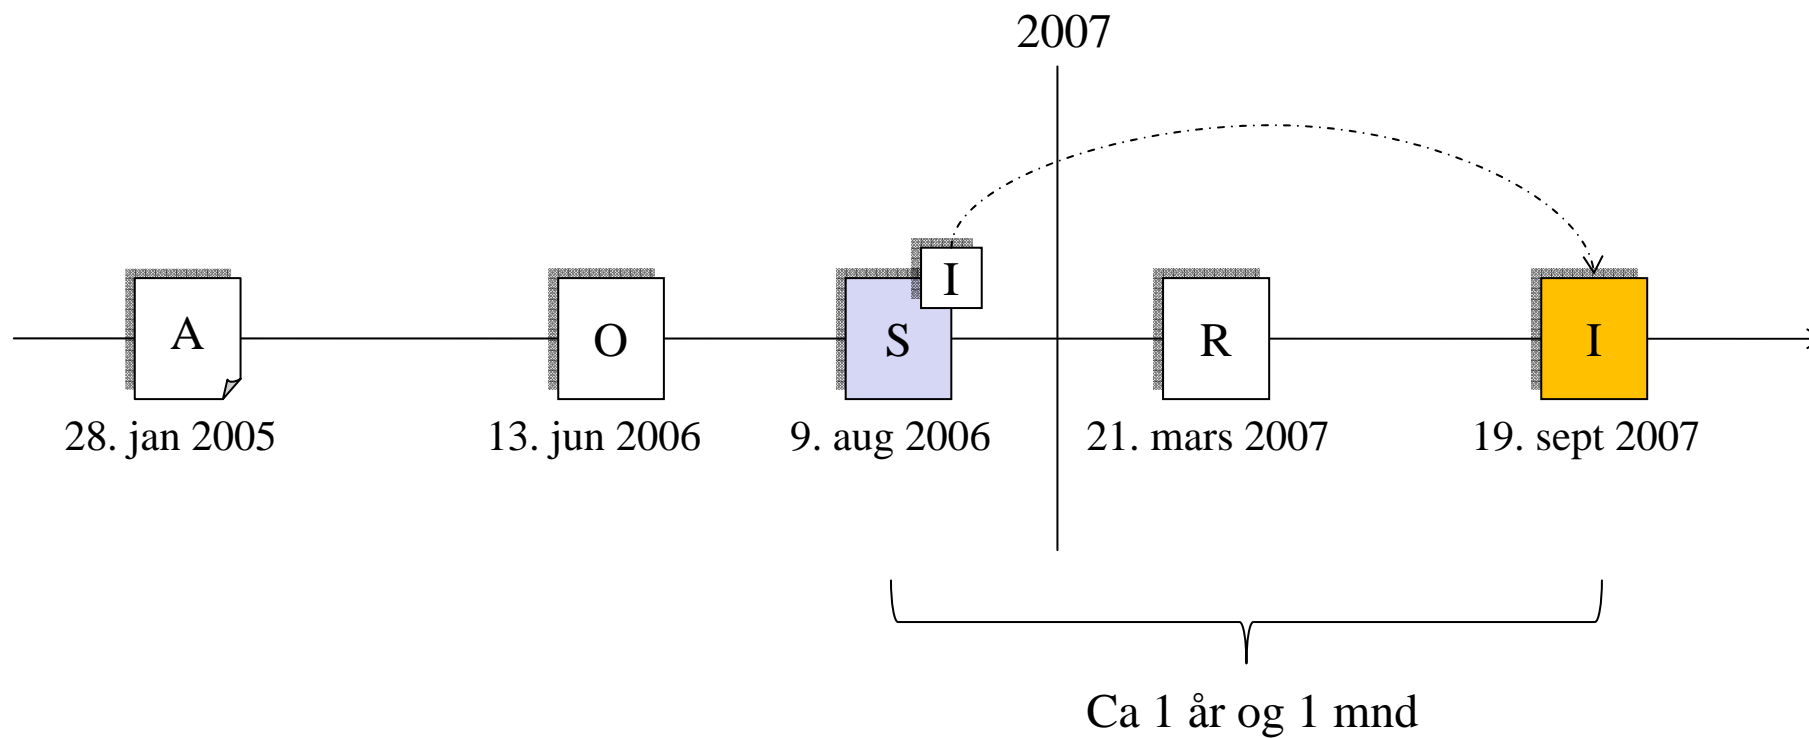 2007
I
A
O
S
R
I
28. jan 2005
13. jun 2006
9. aug 2006
21. mars 2007
19. sept 2007
Ca 1 år og 1 mnd